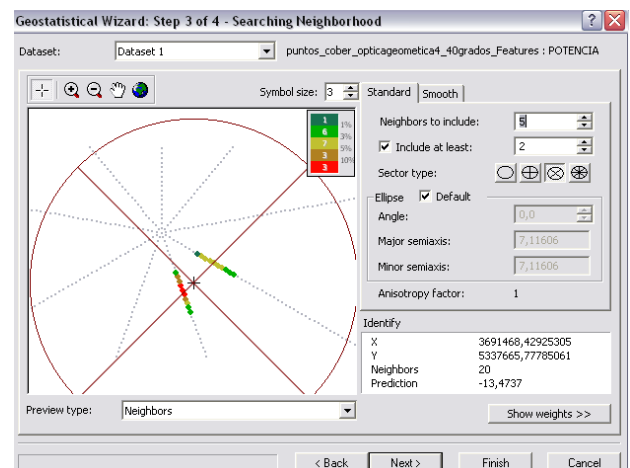 Geostatistical Wizard: Step 3 of 4 - Searching Neighborhood
Dataset: Dataset 1 puntos_cober_opticageometica4_40grados_Features : POTENCIA
Symbol size: 3
Standard Smooth
1 1%
6 3%
7 5%
3 10%
3
Neighbors to include: 5
Include at least: 2
Sector type:
Ellipse Default
Angle: 0,0
Major semiaxis: 7,11606
Minor semiaxis: 7,11606
Anisotropy factor: 1
Identify
X 3691468,42925305
Y 5337665,77785061
Neighbors 20
Prediction -13,4737
Preview type: Neighbors
Show weights >>
< Back Next > Finish Cancel